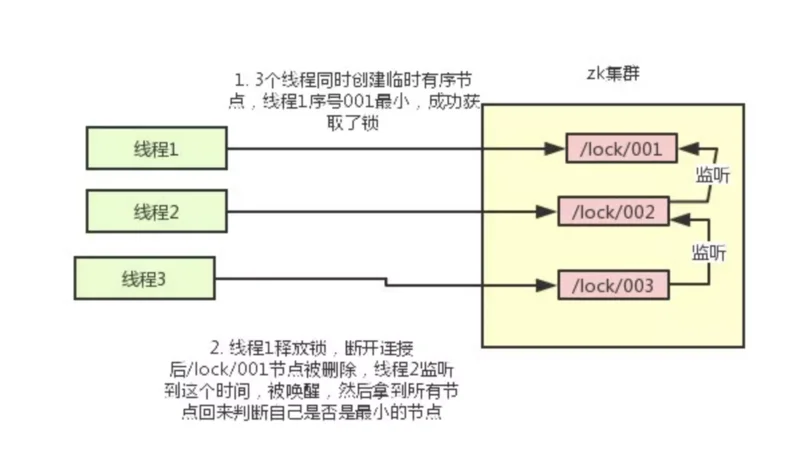 1. 3个线程同时创建临时有序节
点，线程1序号001最小，成功获
取了锁
zk集群
线程1
/lock/001
监听
线程2
/lock/002
监听
线程3
/lock/003
2. 线程1释放锁，断开连接
后/lock/001节点被删除，线程2监听
到这个时间，被唤醒，然后拿到所有节
点回来判断自己是否是最小的节点